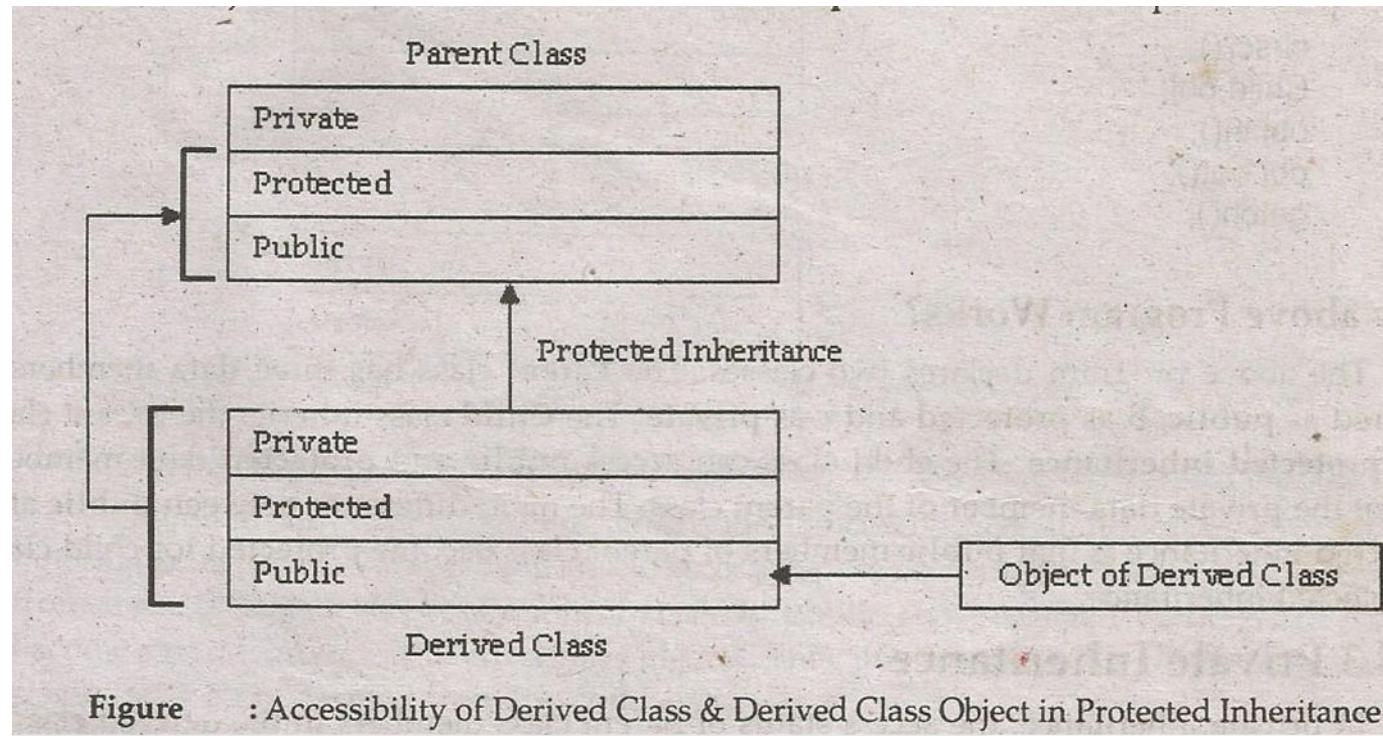 Parent Class
Private
Protected
Public
Protected Inheritance
Private
Protected
Public
Object of Derived Class
Derived Class
Figure : Accessibility of Derived Class & Derived Class Object in Protected Inheritance